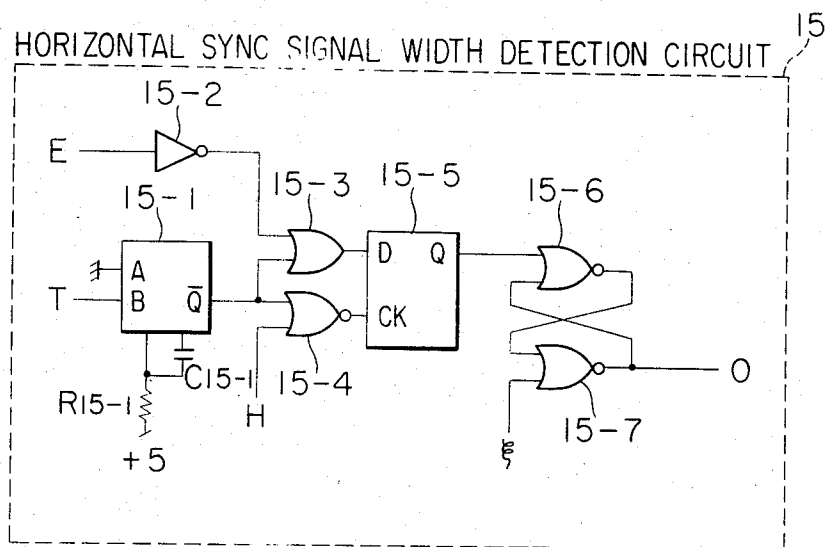 15
HORIZONTAL SYNC SIGNAL WIDTH DETECTION CIRCUIT
15-2
E
15-1
15-3
15-5
15-6
A
D Q
T
B Q̅
CK
C15-1
15-4
O
R15-1
H
15-7
+5
ξ